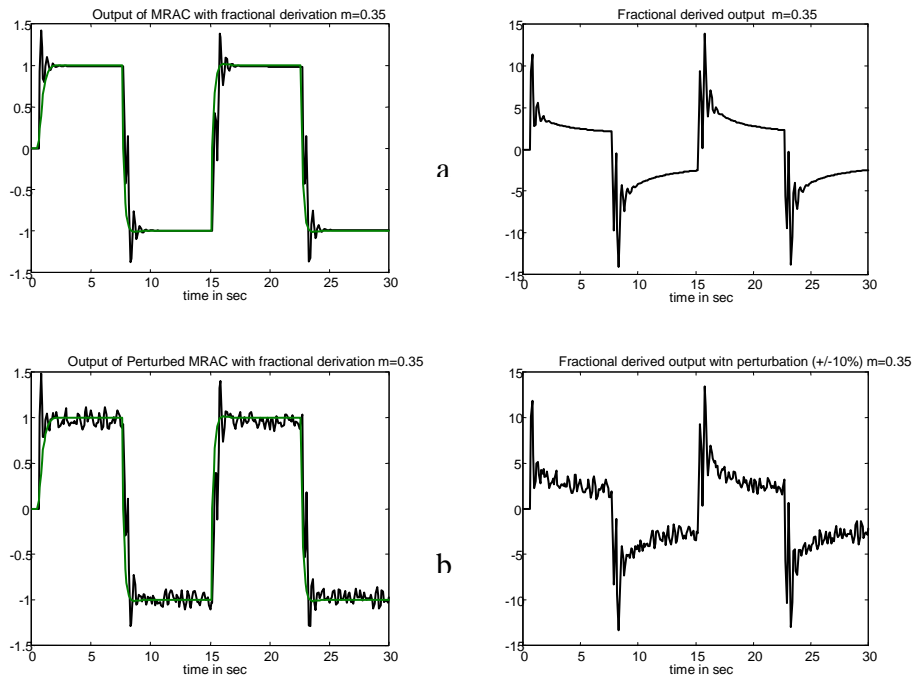 Output of MRAC with fractional derivation m=0.35
1.5
1
0.5
0
-0.5
-1
-1.5
0 5 10 15 20 25 30
time in sec
a
Fractional derived output m=0.35
15
10
5
0
-5
-10
-15
0 5 10 15 20 25 30
time in sec
Output of Perturbed MRAC with fractional derivation m=0.35
1.5
1
0.5
0
-0.5
-1
-1.5
0 5 10 15 20 25 30
time in sec
b
Fractional derived output witn perturbation (+/-10%) m=0.35
15
10
5
0
-5
-10
-15
0 5 10 15 20 25 30
time in sec